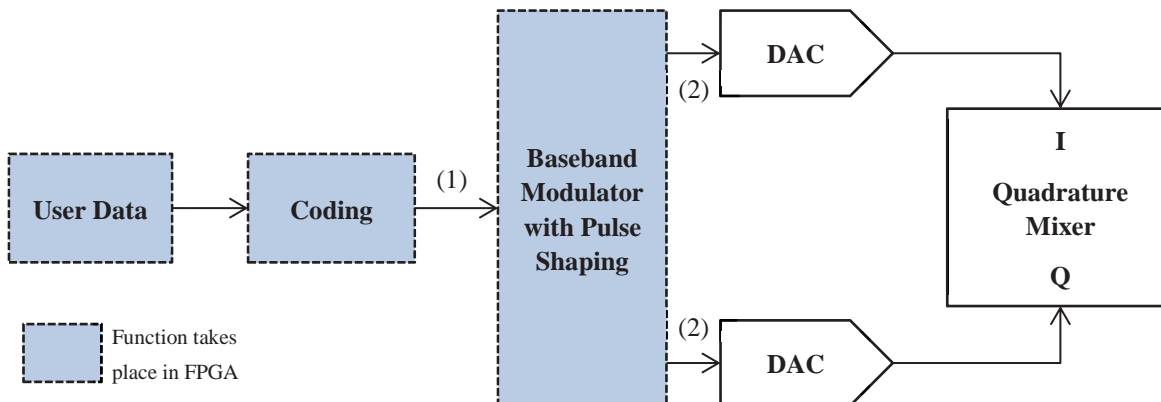 DAC
(2)
I
Quadrature
Mixer
Q
Baseband
Modulator
with Pulse
Shaping
User Data
Coding
(1)
(2)
DAC
Function takes
place in FPGA